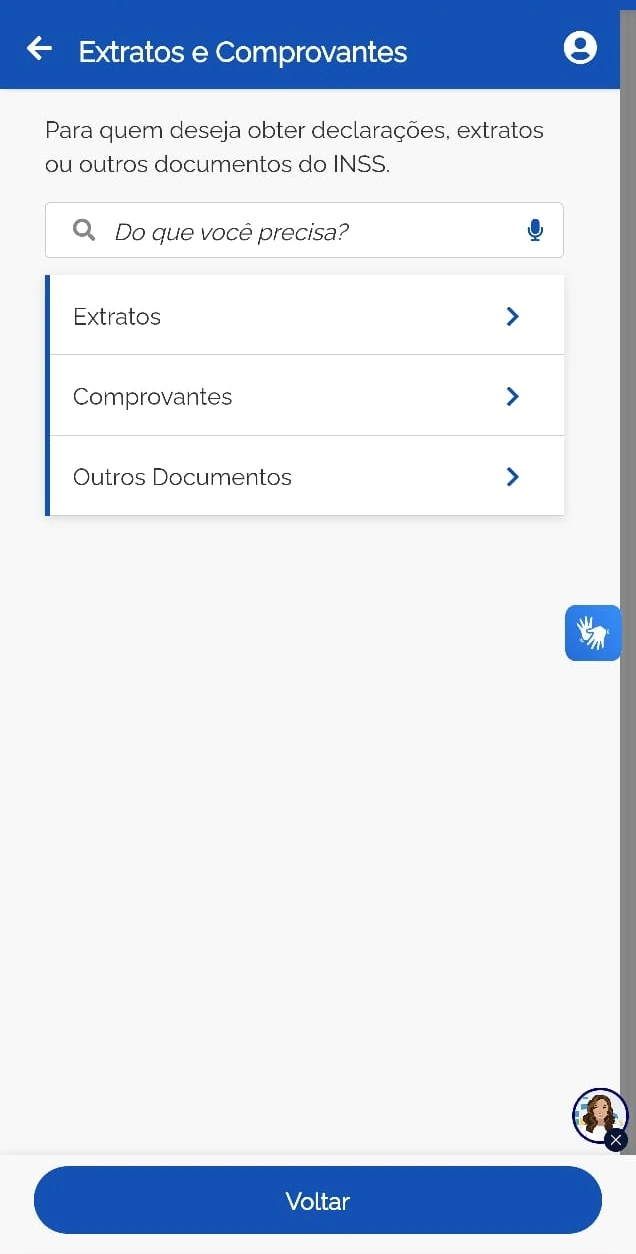 Extratos e Comprovantes
Para quem deseja obter declarações, extratos
ou outros documentos do INSS.
Do que você precisa?
Extratos
Comprovantes
Outros Documentos
Voltar